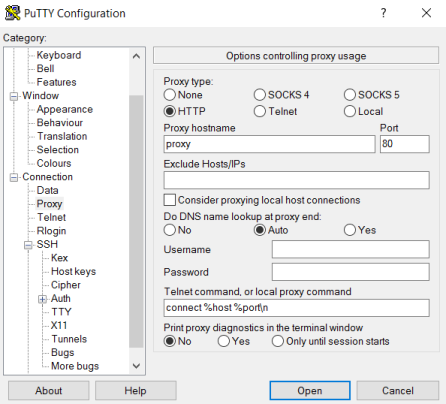 PuTTY Configuration
Category:
Keyboard
Bell
Features
Window
Appearance
Behaviour
Translation
Selection
Colours
Connection
Data
Proxy
Telnet
Rlogin
SSH
Kex
Host keys
Cipher
Auth
TTY
X11
Tunnels
Bugs
More bugs
Options controlling proxy usage
Proxy type:
None SOCKS 4 SOCKS 5
HTTP Telnet Local
Proxy hostname Port
proxy 80
Exclude Hosts/IPs
Consider proxying local host connections
Do DNS name lookup at proxy end:
No Auto Yes
Username
Password
Telnet command, or local proxy command
connect %host %port\n
Print proxy diagnostics in the terminal window
No Yes Only until session starts
About Help Open Cancel